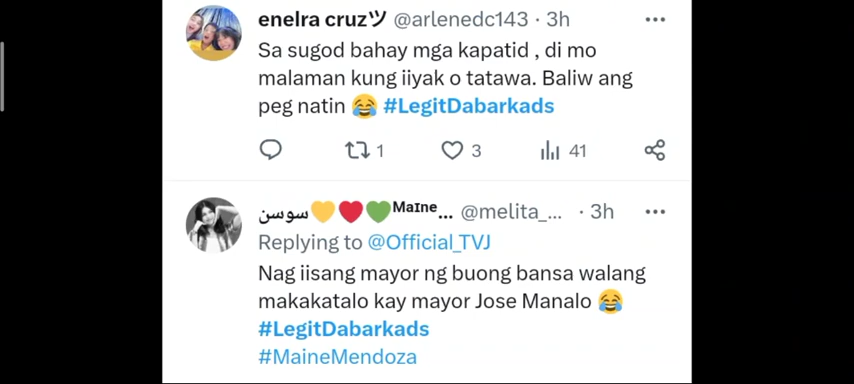 enelra cruzツ @arlenedc143 · 3h
Sa sugod bahay mga kapatid , di mo
malaman kung iiyak o tatawa. Baliw ang
peg natin 😂 #LegitDabarkads
1 3 41
سوسن💛❤️💚ᴹᵃɪⁿᵉ... @melita_... · 3h
Replying to @Official_TVJ
Nag iisang mayor ng buong bansa walang
makakatalo kay mayor Jose Manalo 😂
#LegitDabarkads
#MaineMendoza